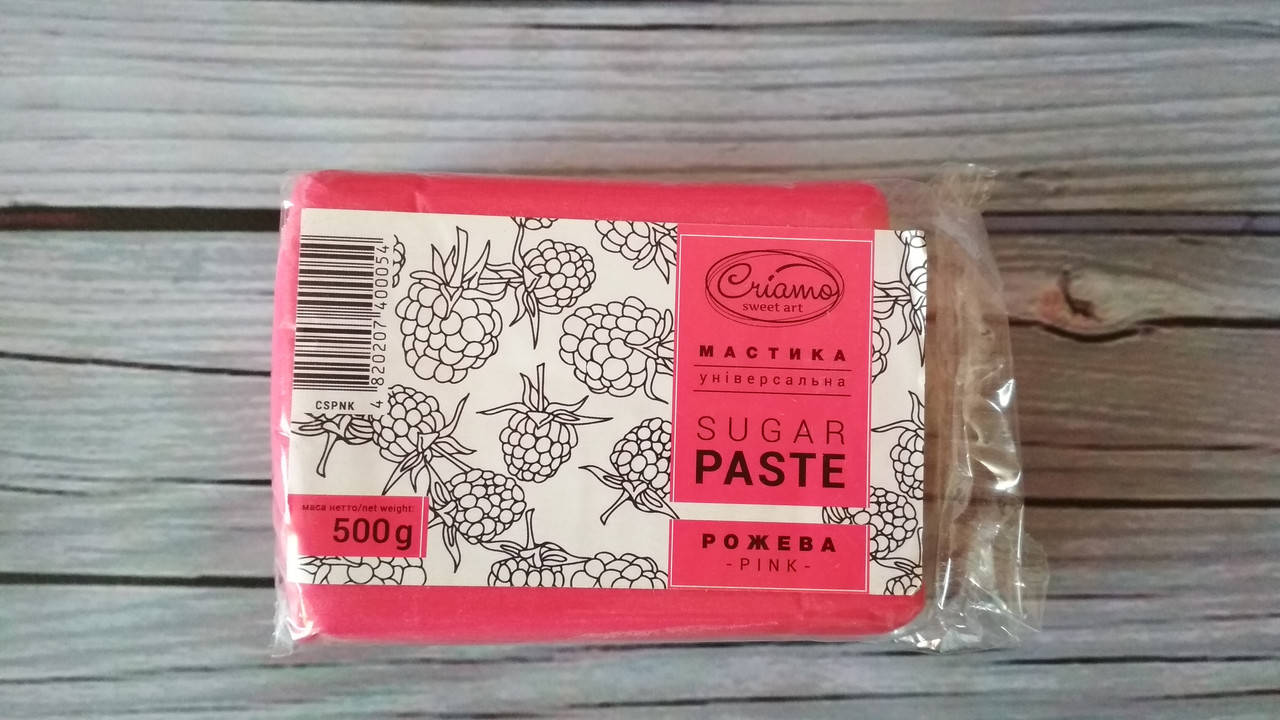 4 820207 400054
CSPNK
маса нетто/net weight:
500g
Criamo
sweet art
МАСТИКА
універсальна
SUGAR
PASTE
РОЖЕВА
-PINK-